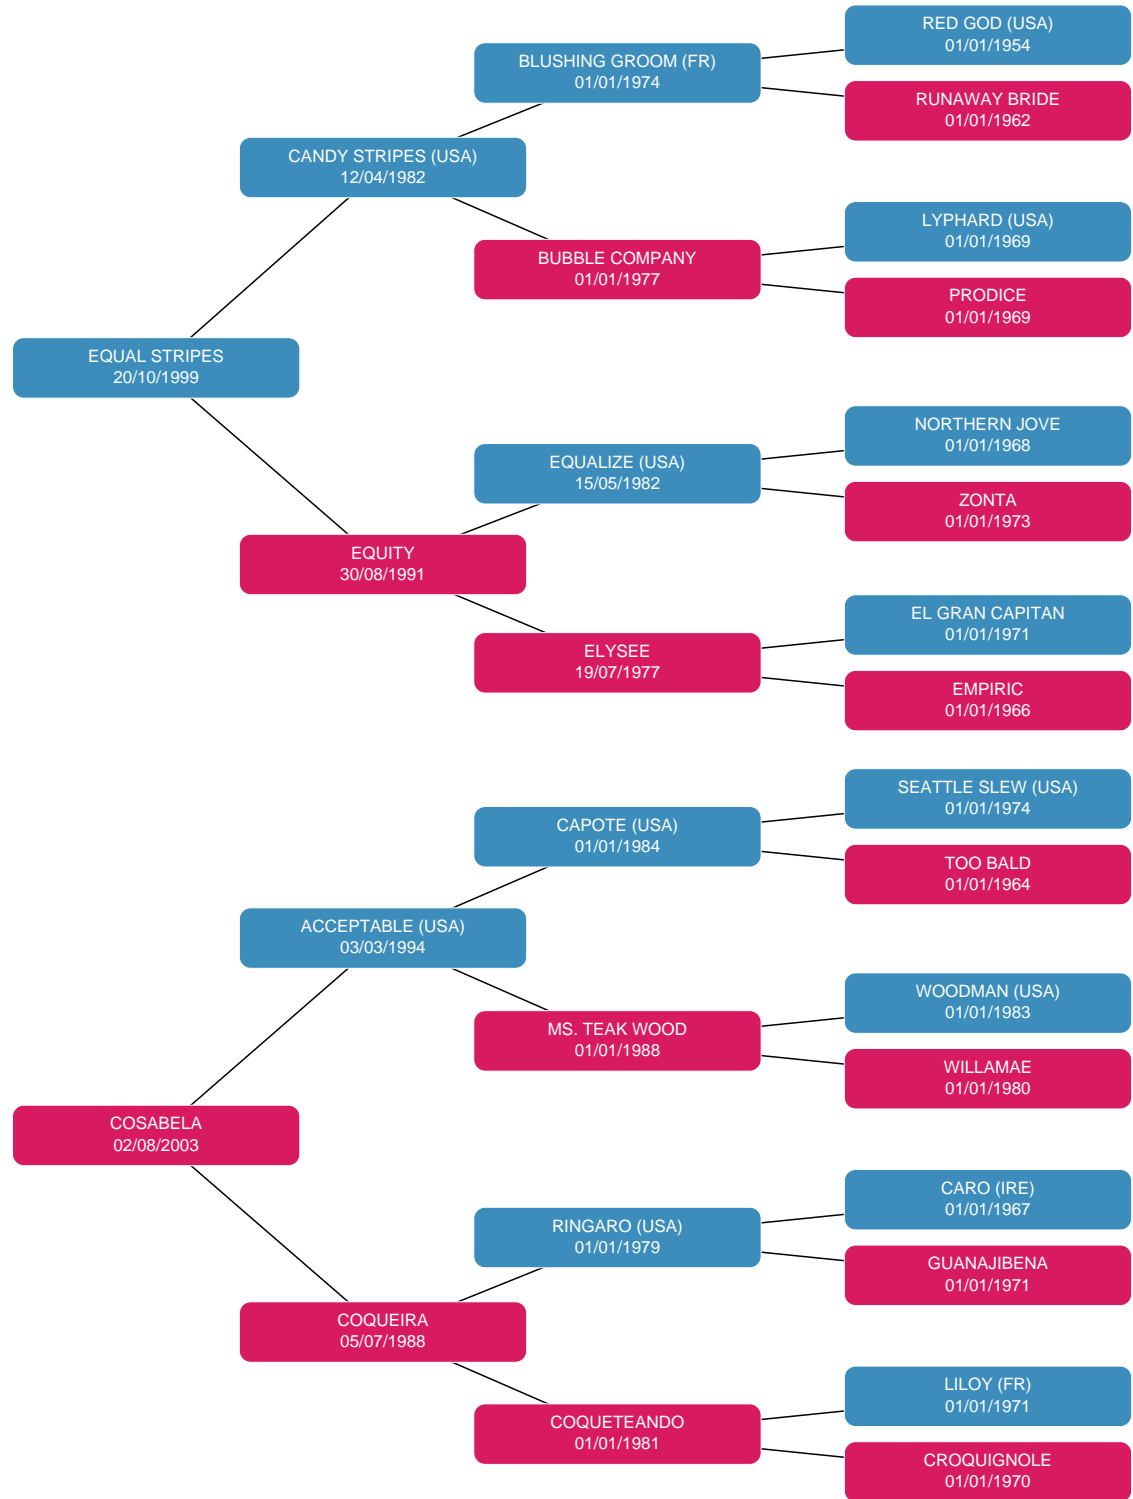 RED GOD (USA)
01/01/1954
BLUSHING GROOM (FR)
01/01/1974
RUNAWAY BRIDE
01/01/1962
CANDY STRIPES (USA)
12/04/1982
LYPHARD (USA)
01/01/1969
BUBBLE COMPANY
01/01/1977
PRODICE
01/01/1969
EQUAL STRIPES
20/10/1999
NORTHERN JOVE
01/01/1968
EQUALIZE (USA)
15/05/1982
ZONTA
01/01/1973
EQUITY
30/08/1991
EL GRAN CAPITAN
01/01/1971
ELYSEE
19/07/1977
EMPIRIC
01/01/1966
SEATTLE SLEW (USA)
01/01/1974
CAPOTE (USA)
01/01/1984
TOO BALD
01/01/1964
ACCEPTABLE (USA)
03/03/1994
WOODMAN (USA)
01/01/1983
MS. TEAK WOOD
01/01/1988
WILLAMAE
01/01/1980
COSABELA
02/08/2003
CARO (IRE)
01/01/1967
RINGARO (USA)
01/01/1979
GUANAJIBENA
01/01/1971
COQUEIRA
05/07/1988
LILOY (FR)
01/01/1971
COQUETEANDO
01/01/1981
CROQUIGNOLE
01/01/1970